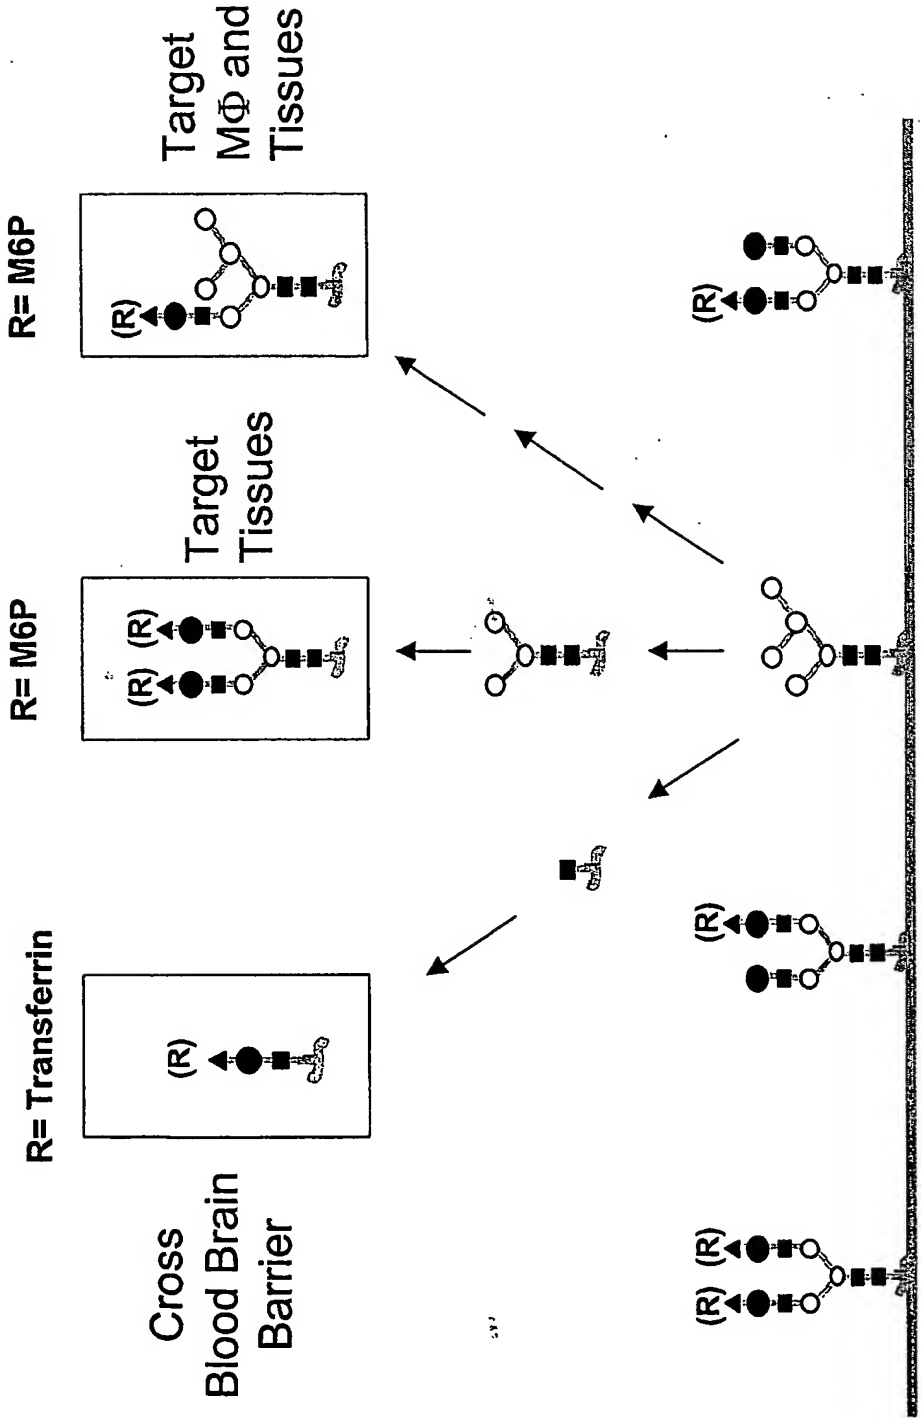 R= Transferrin
R= M6P
R= M6P
Cross
Blood Brain
Barrier
(R)
(R)
(R)
Target
Tissues
(R)
Target
MΦ and
Tissues
(R)
(R)
(R)
(R)